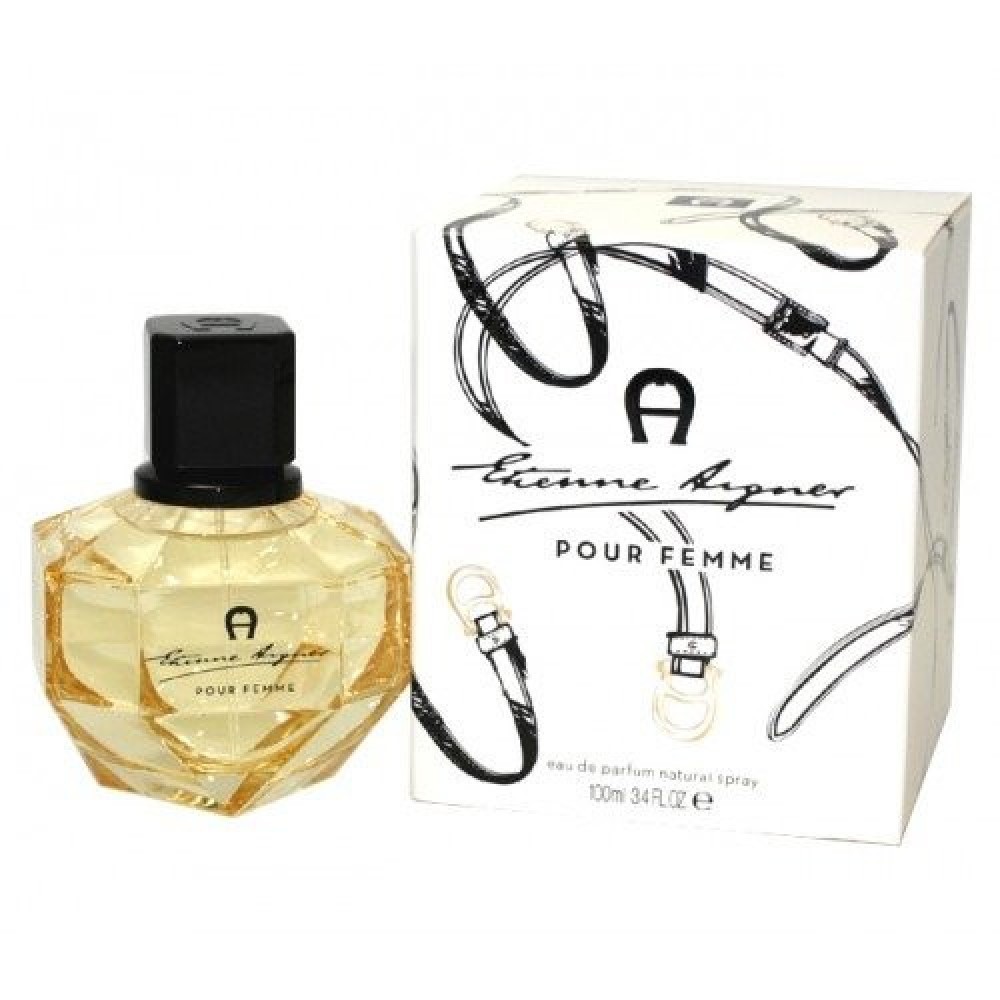 A
Etienne Aigner
POUR FEMME
eau de parfum natural spray
100ml 3.4 FL.OZ e
A
A
Etienne Aigner
POUR FEMME